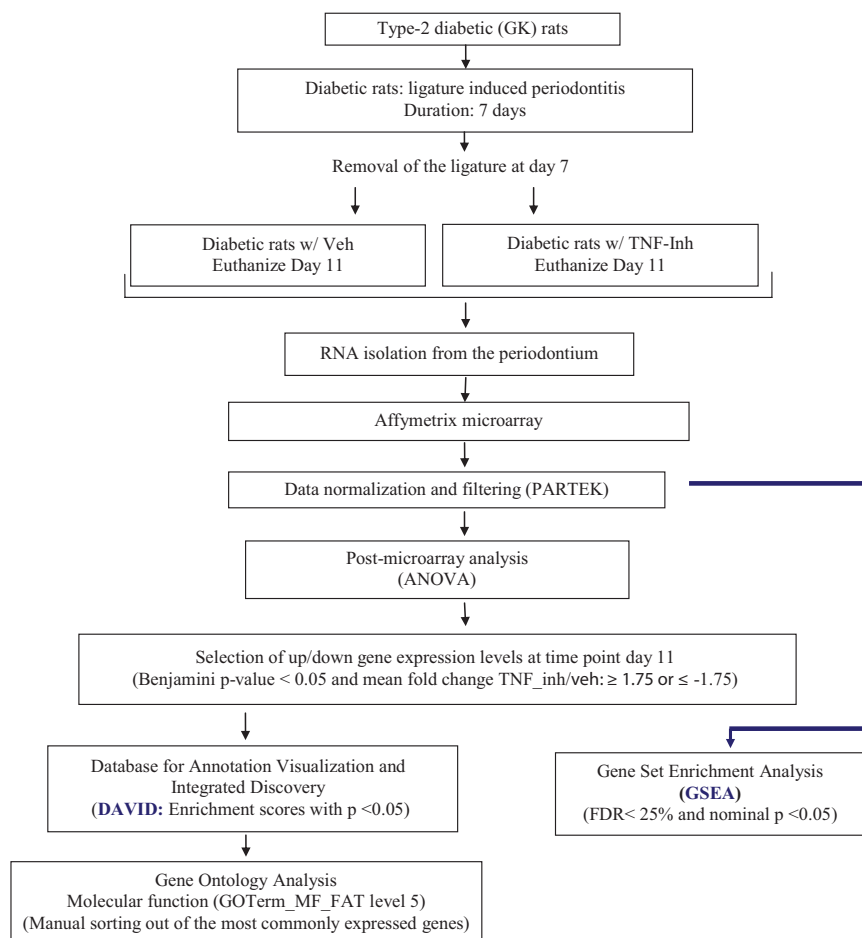 Type-2 diabetic (GK) rats
Diabetic rats: ligature induced periodontitis
Duration: 7 days
Removal of the ligature at day 7
Diabetic rats w/ Veh
Euthanize Day 11
Diabetic rats w/ TNF-Inh
Euthanize Day 11
RNA isolation from the periodontium
Affymetrix microarray
Data normalization and filtering (PARTEK)
Post-microarray analysis
(ANOVA)
Selection of up/down gene expression levels at time point day 11
(Benjamini p-value < 0.05 and mean fold change TNF_inh/veh: ≥ 1.75 or ≤ -1.75)
Database for Annotation Visualization and
Integrated Discovery
(DAVID: Enrichment scores with p <0.05)
Gene Set Enrichment Analysis
(GSEA)
(FDR< 25% and nominal p <0.05)
Gene Ontology Analysis
Molecular function (GOTerm_MF_FAT level 5)
(Manual sorting out of the most commonly expressed genes)